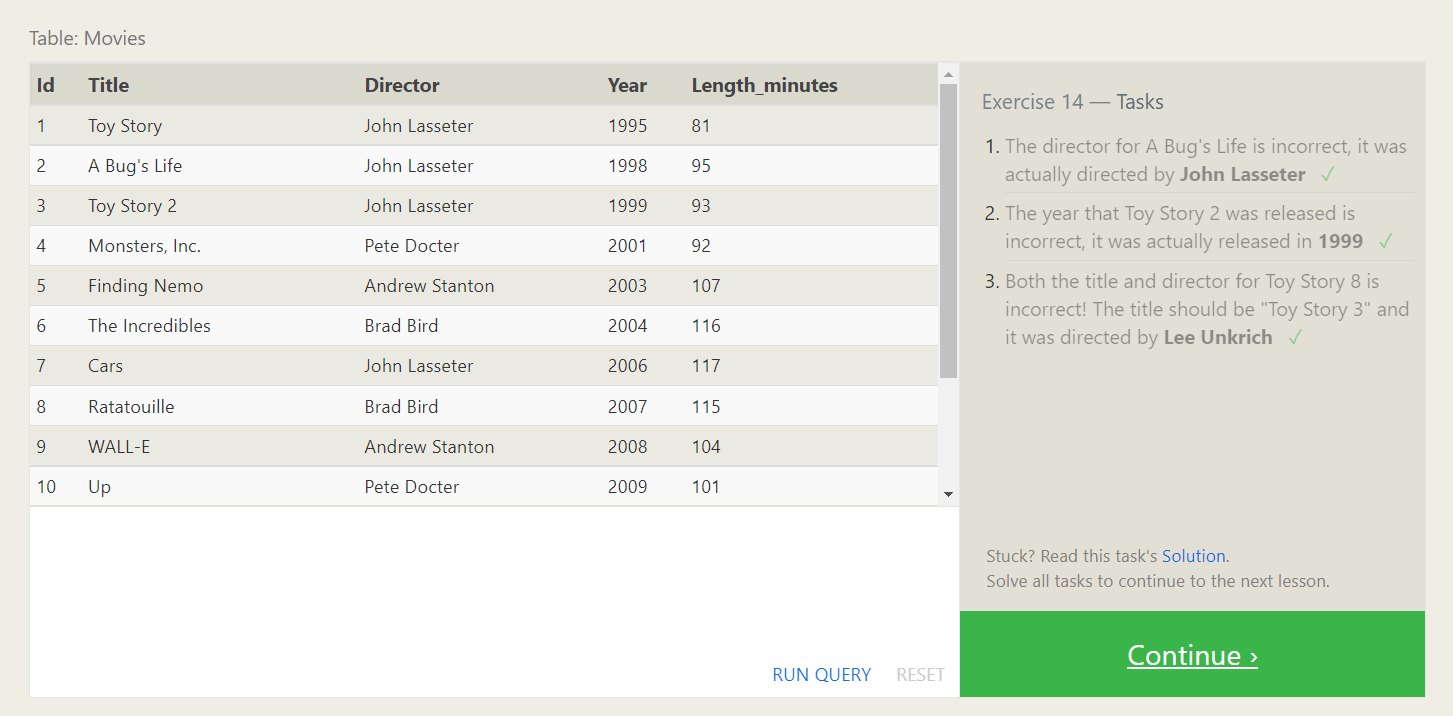 Table: Movies
Id Title Director Year Length_minutes
1 Toy Story John Lasseter 1995 81
2 A Bug's Life John Lasseter 1998 95
3 Toy Story 2 John Lasseter 1999 93
4 Monsters, Inc. Pete Docter 2001 92
5 Finding Nemo Andrew Stanton 2003 107
6 The Incredibles Brad Bird 2004 116
7 Cars John Lasseter 2006 117
8 Ratatouille Brad Bird 2007 115
9 WALL-E Andrew Stanton 2008 104
10 Up Pete Docter 2009 101
RUN QUERY RESET
Exercise 14 — Tasks
1. The director for A Bug's Life is incorrect, it was
actually directed by John Lasseter ✓
2. The year that Toy Story 2 was released is
incorrect, it was actually released in 1999 ✓
3. Both the title and director for Toy Story 8 is
incorrect! The title should be "Toy Story 3" and
it was directed by Lee Unkrich ✓
Stuck? Read this task's Solution.
Solve all tasks to continue to the next lesson.
Continue ›